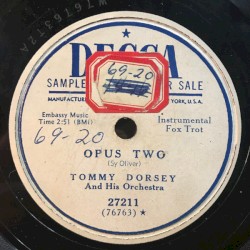 DECCA
SAMPLE
69-20
R SALE
MANUFACTUR
YORK, U.S.A.
Embassy Music
Time 2:51 (BMI)
Instrumental
Fox Trot
69-20
OPUS TWO
(Sy Oliver)
TOMMY DORSEY
And His Orchestra
27211
(76763) ★